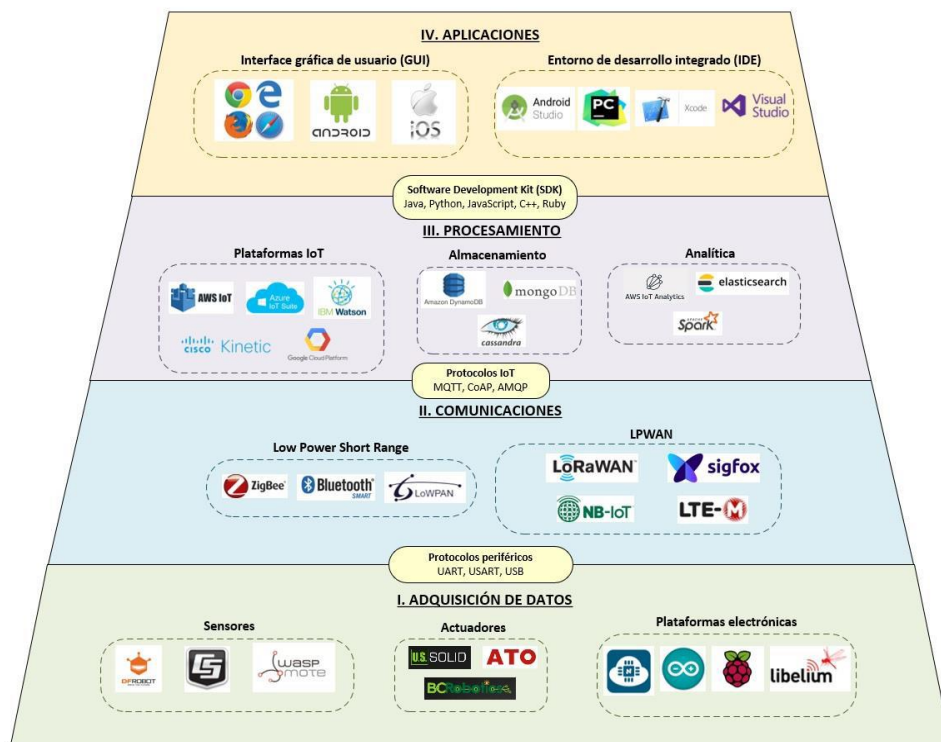 IV. APLICACIONES
Interface gráfica de usuario (GUI)
Entorno de desarrollo integrado (IDE)
ANDROID
iOS
Android
Studio
PC
Xcode
Visual
Studio
Software Development Kit (SDK)
Java, Python, JavaScript, C++, Ruby
III. PROCESAMIENTO
Plataformas IoT
Almacenamiento
Analítica
AWS IoT
Azure
IoT Suite
IBM Watson
Amazon DynamoDB
mongoDB
AWS IoT Analytics
elasticsearch
cisco Kinetic
Google Cloud Platform
cassandra
APACHE
Spark
Protocolos IoT
MQTT, CoAP, AMQP
II. COMUNICACIONES
Low Power Short Range
LPWAN
ZigBee
Bluetooth
SMART
6LoWPAN
LoRaWAN
sigfox
NB-IoT
LTE-M
Protocolos periféricos
UART, USART, USB
I. ADQUISICIÓN DE DATOS
Sensores
Actuadores
Plataformas electrónicas
DFROBOT
wasp
mote
U.S. SOLID
ATO
BCRobotics
libelium